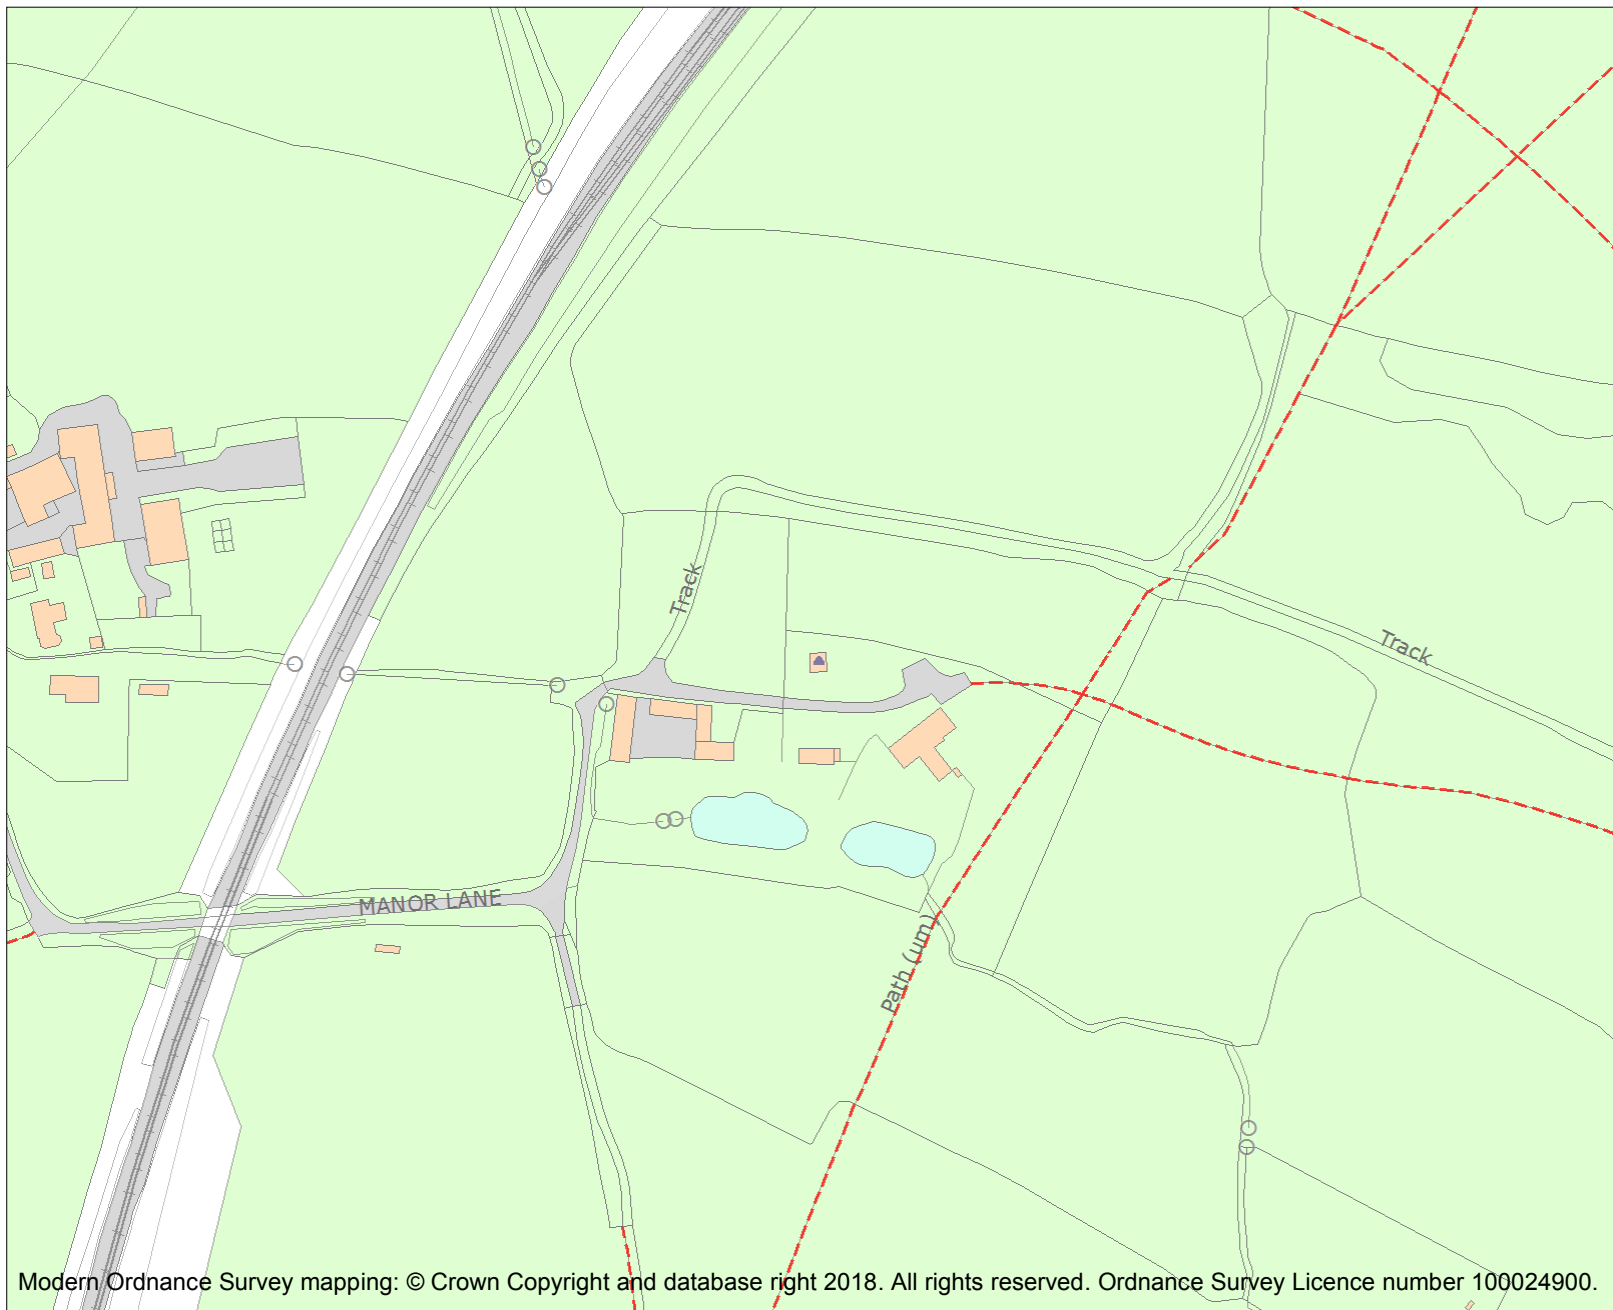 Track
Track
MANOR LANE
Path (um)
Modern Ordnance Survey mapping: © Crown Copyright and database right 2018. All rights reserved. Ordnance Survey Licence number 100024900.